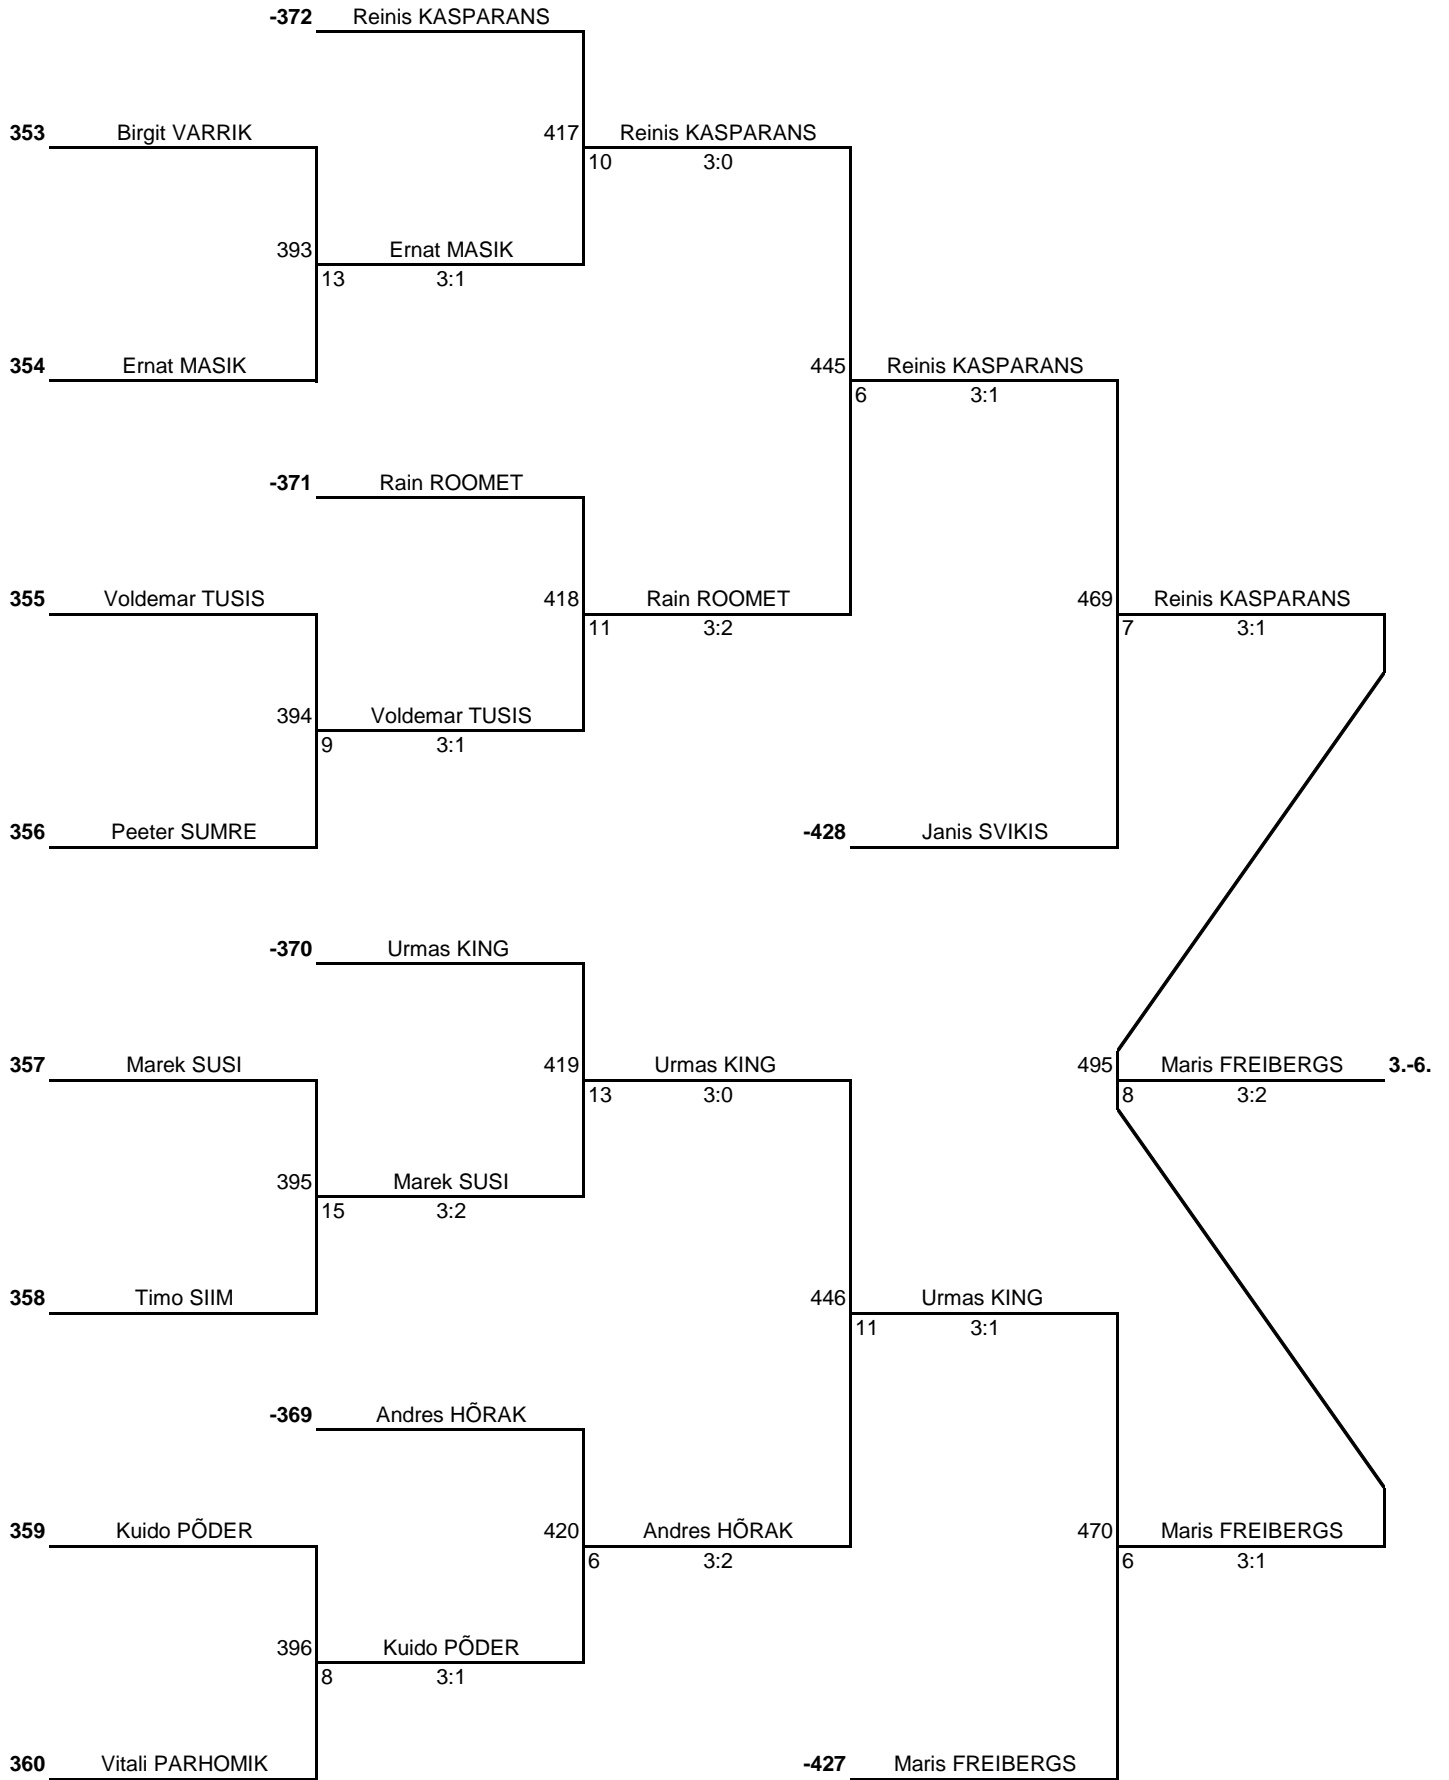 -372 Reinis KASPARANS
353 Birgit VARRIK 417 Reinis KASPARANS
10 3:0
393 Ernat MASIK
13 3:1
354 Ernat MASIK 445 Reinis KASPARANS
6 3:1
-371 Rain ROOMET
355 Voldemar TUSIS 418 Rain ROOMET 469 Reinis KASPARANS
11 3:2 7 3:1
394 Voldemar TUSIS
9 3:1
356 Peeter SUMRE -428 Janis SVIKIS
-370 Urmas KING
357 Marek SUSI 419 Urmas KING 495 Maris FREIBERGS 3.-6.
13 3:0 8 3:2
395 Marek SUSI
15 3:2
358 Timo SIIM 446 Urmas KING
11 3:1
-369 Andres HÕRAK
359 Kuido PÕDER 420 Andres HÕRAK 470 Maris FREIBERGS
6 3:2 6 3:1
396 Kuido PÕDER
8 3:1
360 Vitali PARHOMIK -427 Maris FREIBERGS